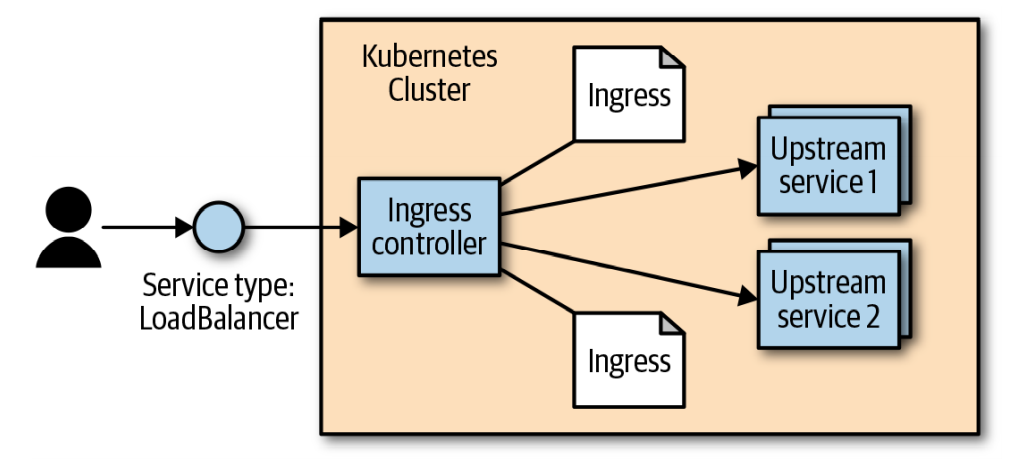 Kubernetes
Cluster
Ingress
Upstream
service 1
Ingress
controller
Service type:
LoadBalancer
Upstream
service 2
Ingress